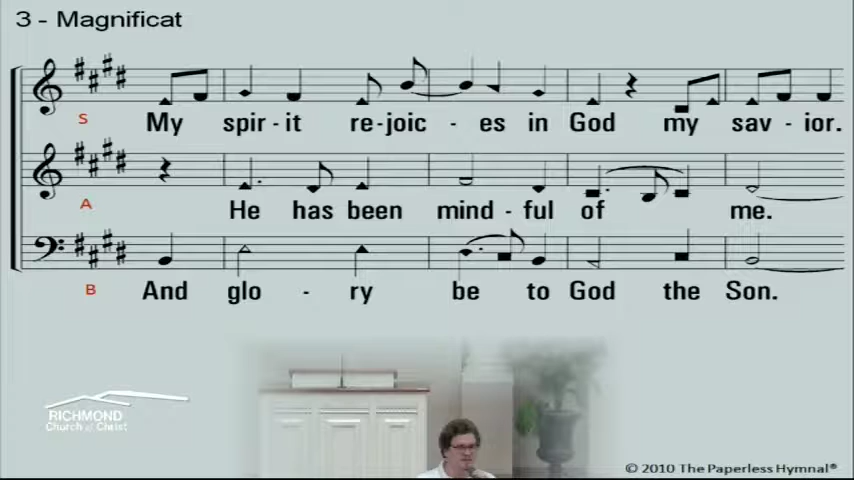 3 - Magnificat
S
My spir - it re - joic - es in God my sav - ior.
A
He has been mind - ful of me.
B
And glo - ry be to God the Son.
RICHMOND
Church of Christ
© 2010 The Paperless Hymnal®